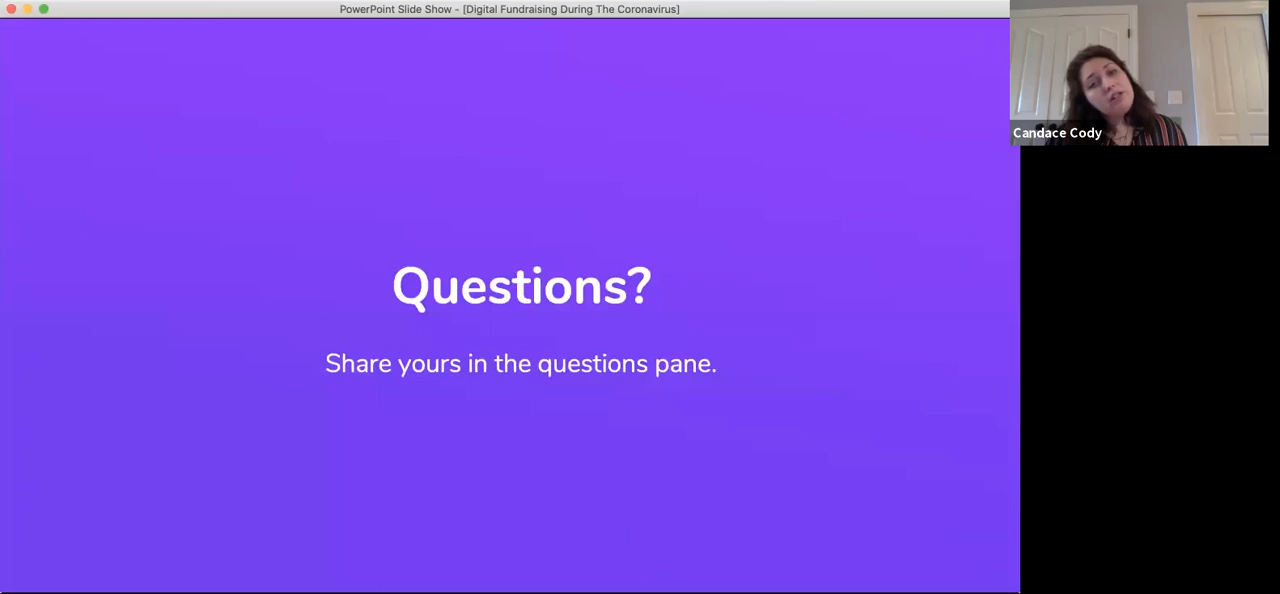 PowerPoint Slide Show - [Digital Fundraising During The Coronavirus]
Candace Cody
Questions?
Share yours in the questions pane.